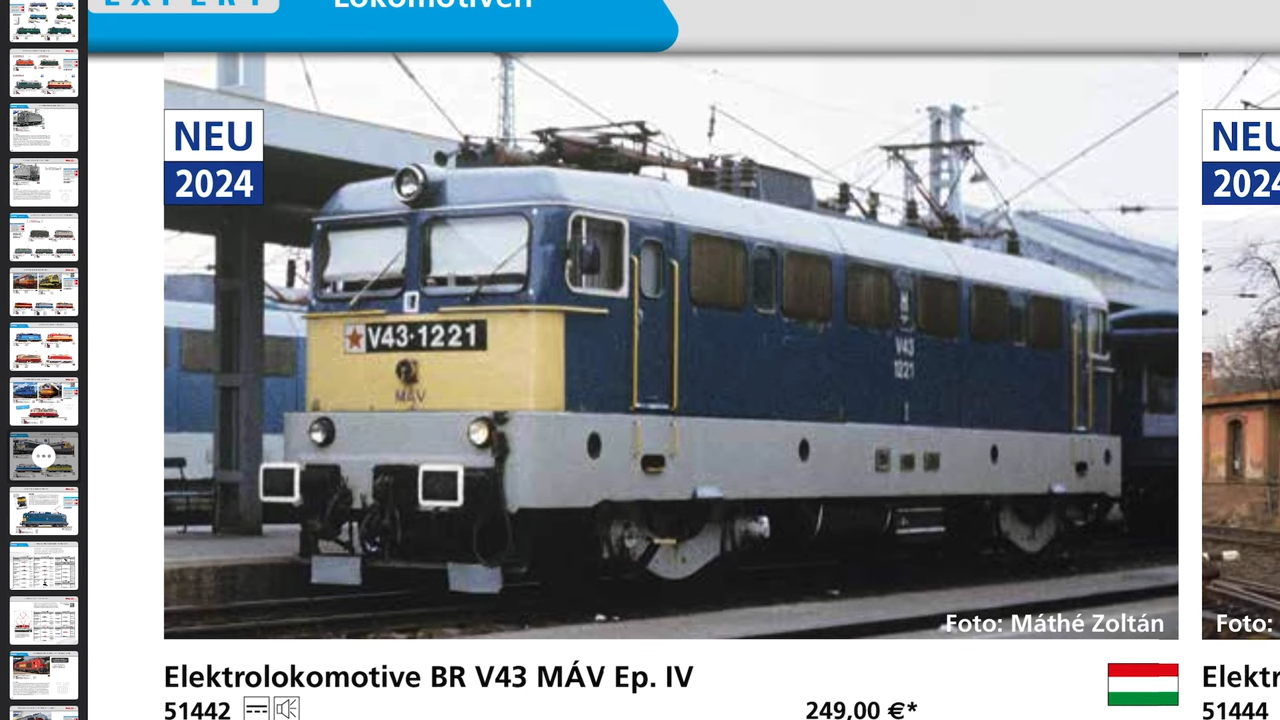 EXPERT Lokomotiven
NEU
2024
V43·1221
MÁV
V43
1221
Foto: Máthé Zoltán
Elektrolokomotive BR V43 MÁV Ep. IV
51442
249,00 €*
NEU
2024
Foto:
Elektr
51444